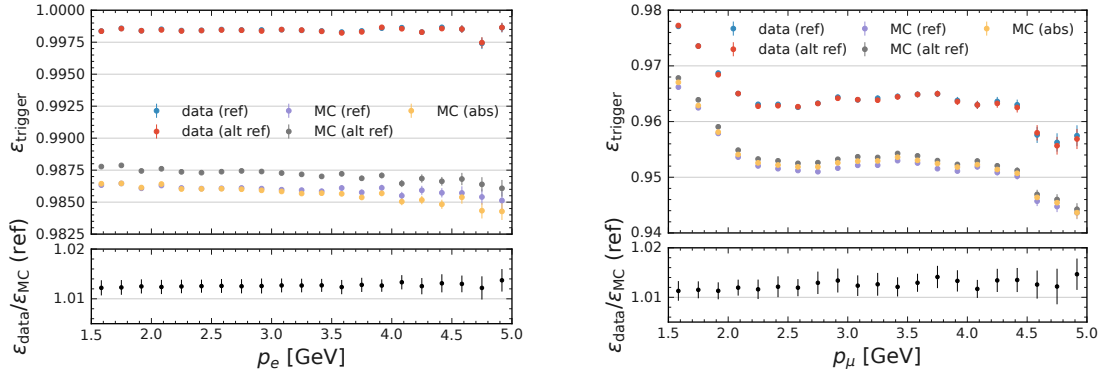 1.0000
0.9975
0.9950
0.9925
0.9900
0.9875
0.9850
0.9825
ε_trigger
data (ref)
data (alt ref)
MC (ref)
MC (alt ref)
MC (abs)
1.02
1.01
ε_data/ε_MC (ref)
1.5 2.0 2.5 3.0 3.5 4.0 4.5 5.0
p_e [GeV]
0.98
0.97
0.96
0.95
0.94
ε_trigger
data (ref)
data (alt ref)
MC (ref)
MC (alt ref)
MC (abs)
1.02
1.01
ε_data/ε_MC (ref)
1.5 2.0 2.5 3.0 3.5 4.0 4.5 5.0
p_μ [GeV]